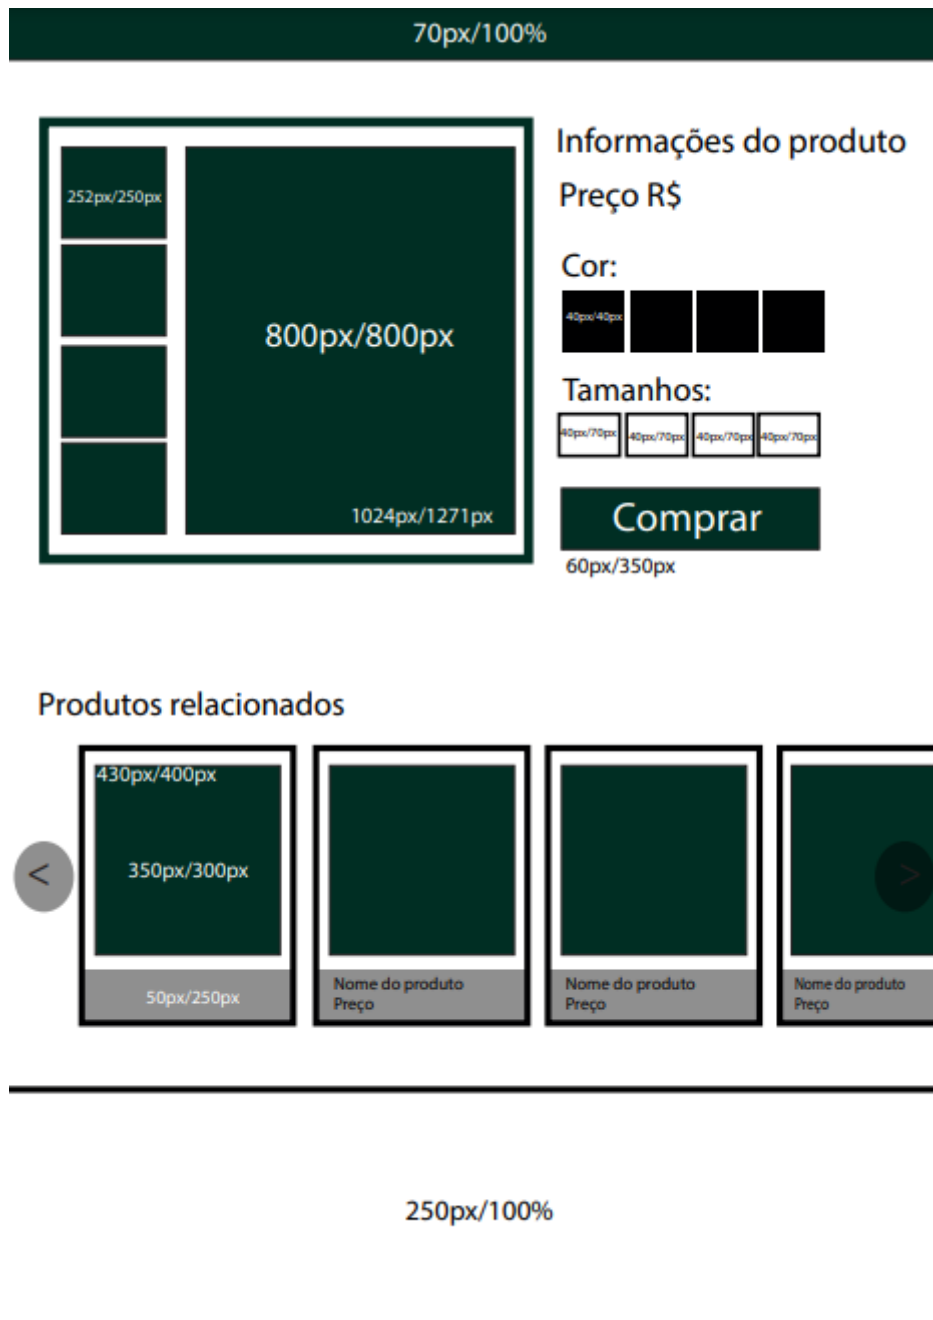 70px/100%
252px/250px
800px/800px
1024px/1271px
Informações do produto
Preço R$
Cor:
40px/40px
Tamanhos:
40px/70px 40px/70px 40px/70px 40px/70px
Comprar
60px/350px
Produtos relacionados
430px/400px
350px/300px
< >
50px/250px
Nome do produto
Preço
Nome do produto
Preço
Nome do produto
Preço
250px/100%